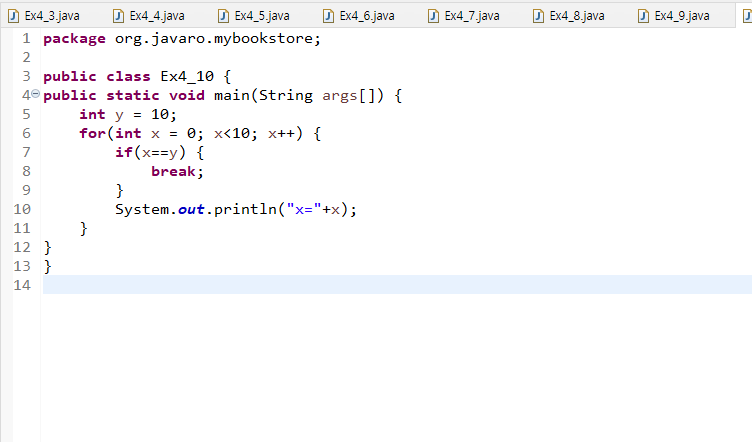 Ex4_3.java Ex4_4.java Ex4_5.java Ex4_6.java Ex4_7.java Ex4_8.java Ex4_9.java
1 package org.javaro.mybookstore;
2
3 public class Ex4_10 {
4 public static void main(String args[]) {
5     int y = 10;
6     for(int x = 0; x<10; x++) {
7         if(x==y) {
8             break;
9         }
10         System.out.println("x="+x);
11     }
12 }
13 }
14